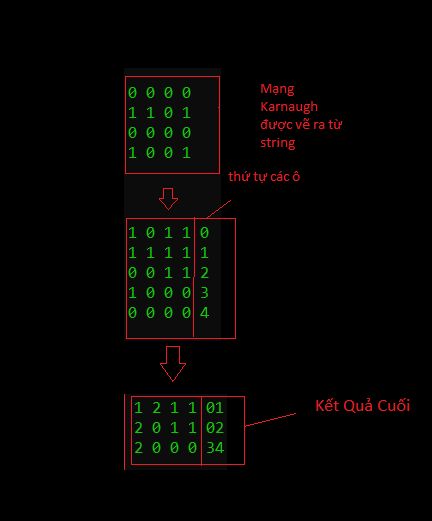 0 0 0 0
1 1 0 1
0 0 0 0
1 0 0 1
Mạng
Karnaugh
được vẽ ra từ
string
thứ tự các ô
1 0 1 1 0
1 1 1 1 1
0 0 1 1 2
1 0 0 0 3
0 0 0 0 4
1 2 1 1 01
2 0 1 1 02
2 0 0 0 34
Kết Quả Cuối